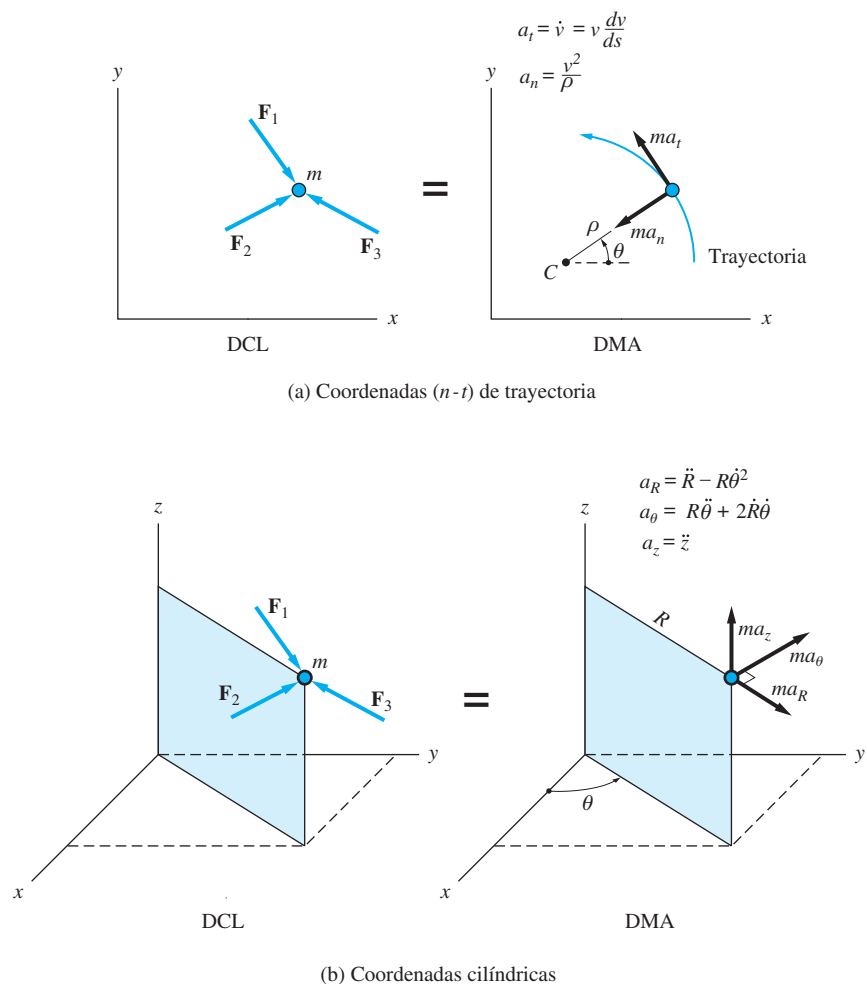 a_t = v̇ = v dv/ds
a_n = v²/ρ
y
F₁
m
F₂
F₃
x
DCL
=
y
ma_t
ma_n
ρ
θ
C
Trayectoria
x
DMA
(a) Coordenadas (n-t) de trayectoria
a_R = R̈ − Rθ̇²
a_θ = Rθ̈ + 2Ṙθ̇
a_z = z̈
z
F₁
m
F₂
F₃
y
x
DCL
=
z
R
ma_z
ma_θ
ma_R
y
θ
x
DMA
(b) Coordenadas cilíndricas